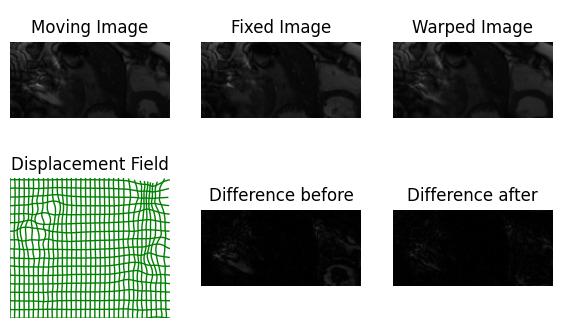 Moving Image
Fixed Image
Warped Image
Displacement Field
Difference before
Difference after